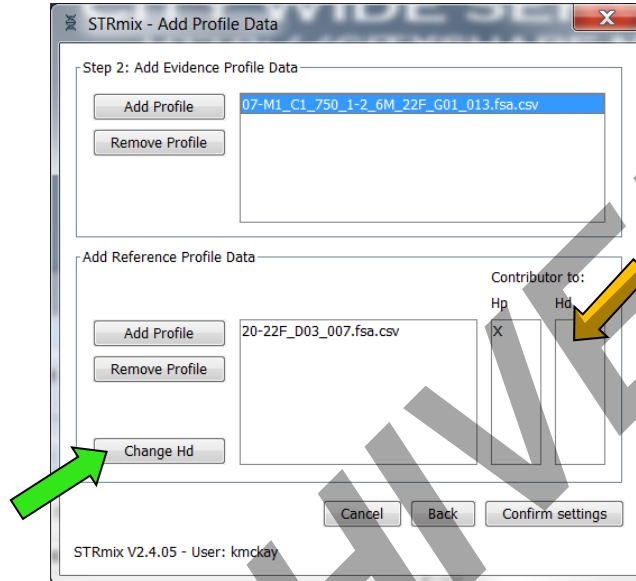 STRmix - Add Profile Data
X
Step 2: Add Evidence Profile Data
Add Profile
07-M1_C1_750_1-2_6M_22F_G01_013.fsa.csv
Remove Profile
Add Reference Profile Data
Contributor to:
Hp Hd
Add Profile
20-22F_D03_007.fsa.csv
X
Remove Profile
Change Hd
Cancel
Back
Confirm settings
STRmix V2.4.05 - User: kmckay